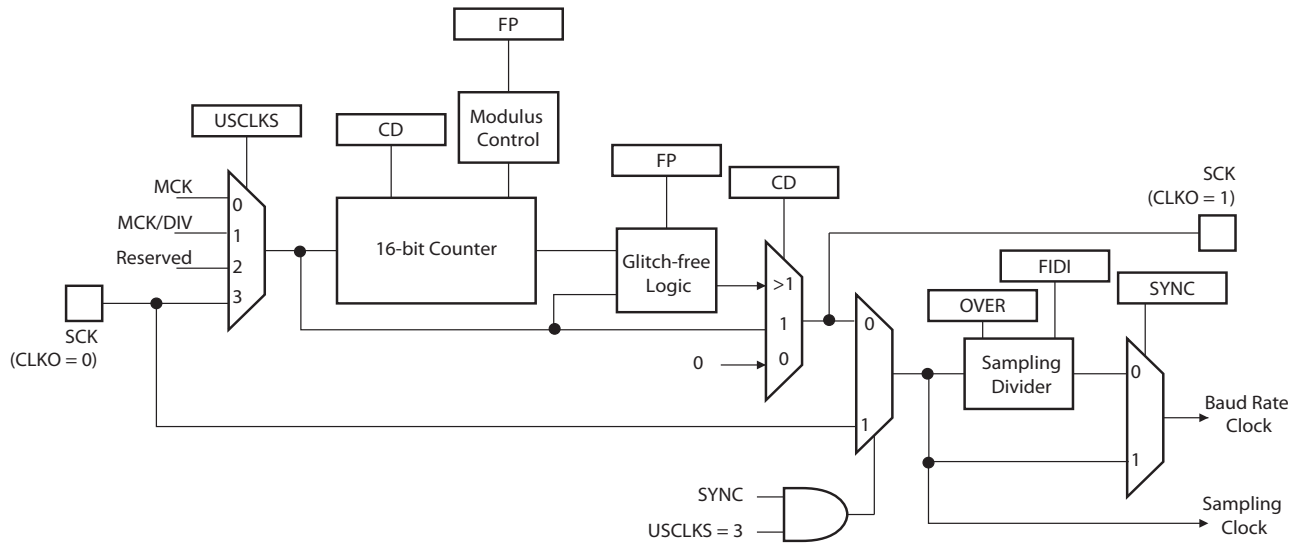 FP
Modulus
Control
USCLKS
CD
FP
CD
SCK
(CLKO = 1)
MCK
0
MCK/DIV
1
Reserved
2
3
SCK
(CLKO = 0)
16-bit Counter
Glitch-free
Logic
>1
1
0
0
0
1
FIDI
OVER
SYNC
Sampling
Divider
0
1
Baud Rate
Clock
SYNC
USCLKS = 3
Sampling
Clock